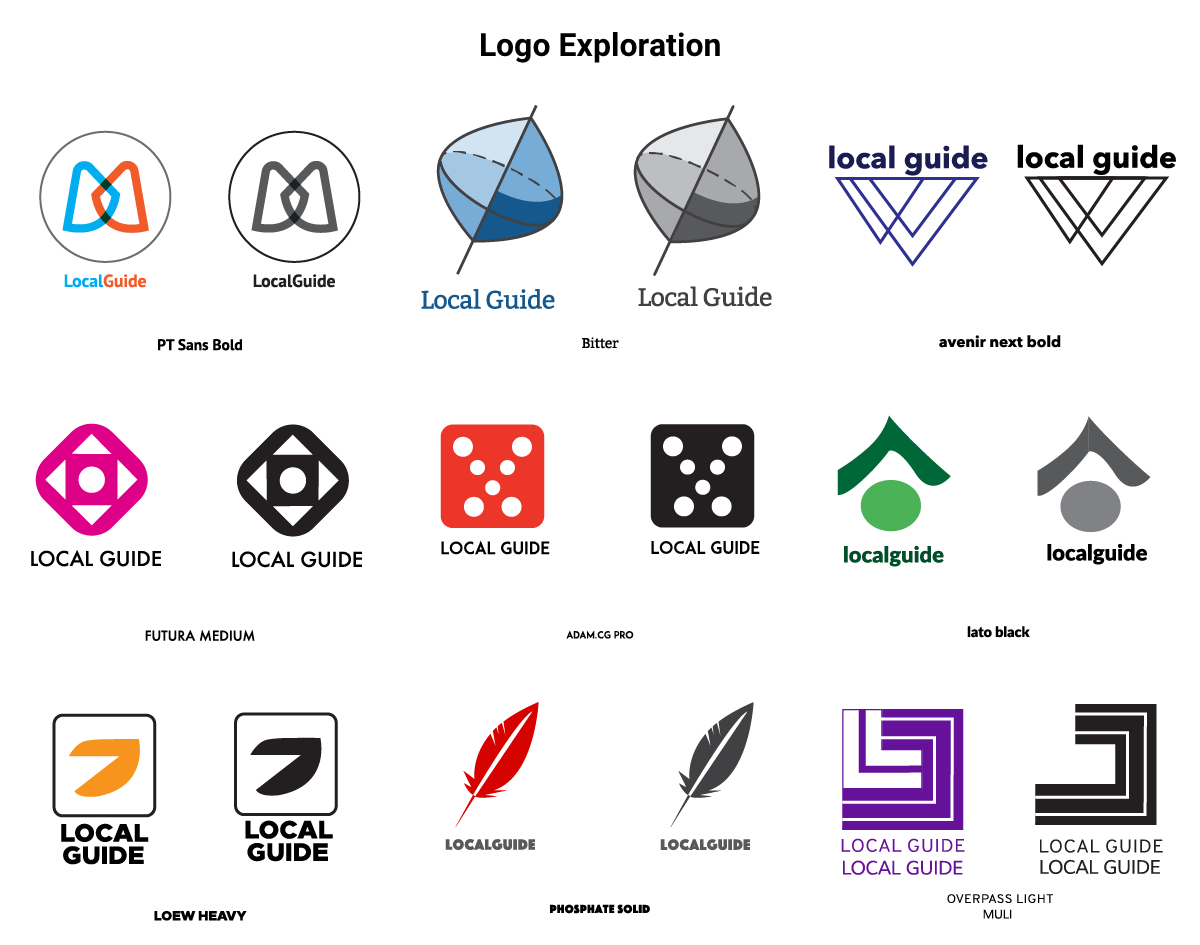 Logo Exploration
LocalGuide
LocalGuide
Local Guide
Local Guide
local guide
local guide
PT Sans Bold
Bitter
avenir next bold
LOCAL GUIDE
LOCAL GUIDE
LOCAL GUIDE
LOCAL GUIDE
localguide
localguide
FUTURA MEDIUM
ADAM.CG PRO
lato black
LOCAL
GUIDE
LOCAL
GUIDE
LOCALGUIDE
LOCALGUIDE
LOCAL GUIDE
LOCAL GUIDE
LOCAL GUIDE
LOCAL GUIDE
LOEW HEAVY
PHOSPHATE SOLID
OVERPASS LIGHT
MULI